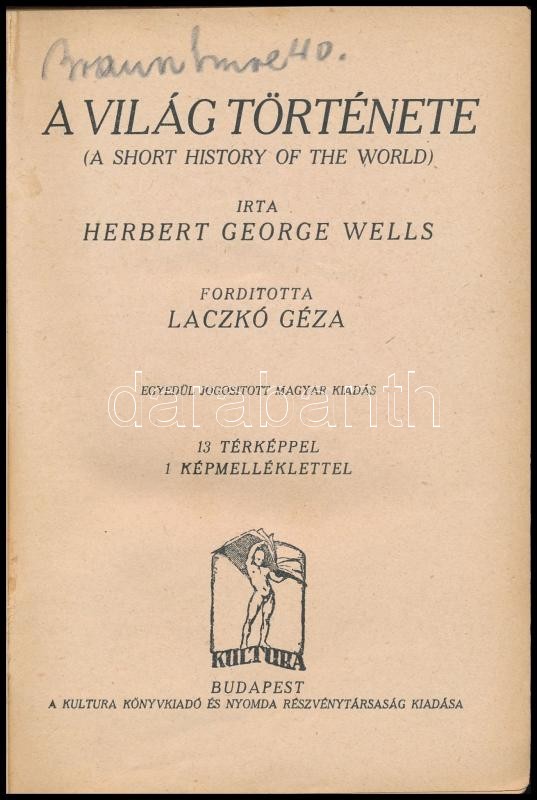 Braun Imre 40.
A VILÁG TÖRTÉNETE
(A SHORT HISTORY OF THE WORLD)
IRTA
HERBERT GEORGE WELLS
FORDITOTTA
LACZKÓ GÉZA
EGYEDÜL JOGOSITOTT MAGYAR KIADÁS
darabanth
13 TÉRKÉPPEL
1 KÉPMELLÉKLETTEL
KULTURA
BUDAPEST
A KULTURA KÖNYVKIADÓ ÉS NYOMDA RÉSZVÉNYTÁRSASÁG KIADÁSA